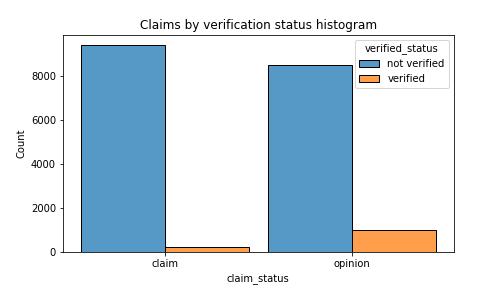 Claims by verification status histogram
verified_status
not verified
verified
8000
6000
4000
2000
0
Count
claim
opinion
claim_status